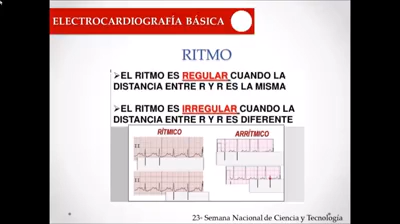 ELECTROCARDIOGRAFÍA BÁSICA
RITMO
➢EL RITMO ES REGULAR CUANDO LA
DISTANCIA ENTRE R Y R ES LA MISMA
➢EL RITMO ES IRREGULAR CUANDO LA
DISTANCIA ENTRE R Y R ES DIFERENTE
RÍTMICO
ARRÍTMICO
23ª Semana Nacional de Ciencia y Tecnología